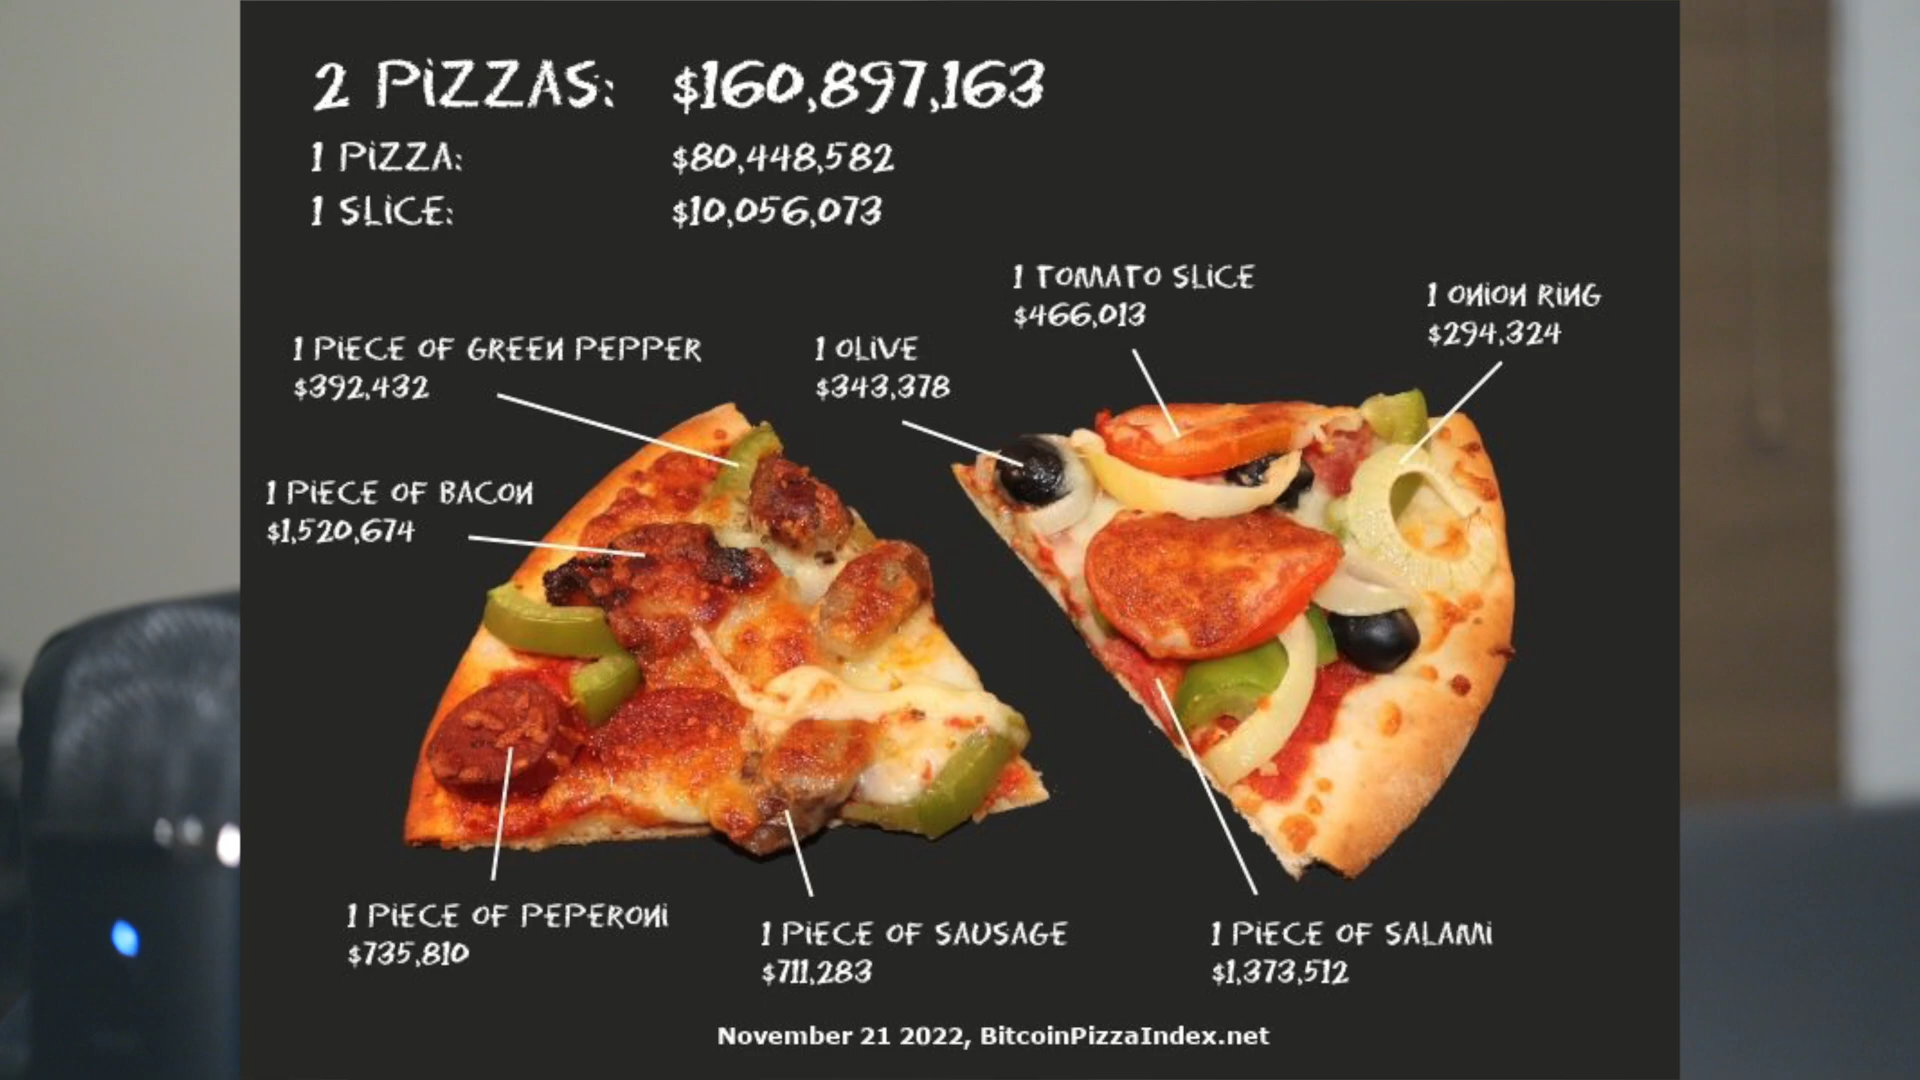 2 PIZZAS: $160,897,163
1 PIZZA: $80,448,582
1 SLICE: $10,056,073
1 TOMATO SLICE
$466,013
1 ONION RING
$294,324
1 PIECE OF GREEN PEPPER
$392,432
1 OLIVE
$343,378
1 PIECE OF BACON
$1,520,674
1 PIECE OF PEPERONI
$735,810
1 PIECE OF SAUSAGE
$711,283
1 PIECE OF SALAMI
$1,373,512
November 21 2022, BitcoinPizzaIndex.net